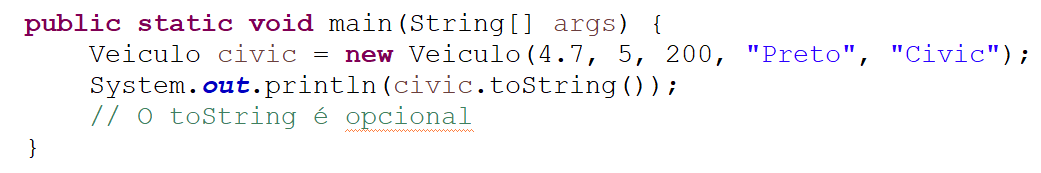 public static void main(String[] args) {
Veiculo civic = new Veiculo(4.7, 5, 200, "Preto", "Civic");
System.out.println(civic.toString());
// O toString é opcional
}